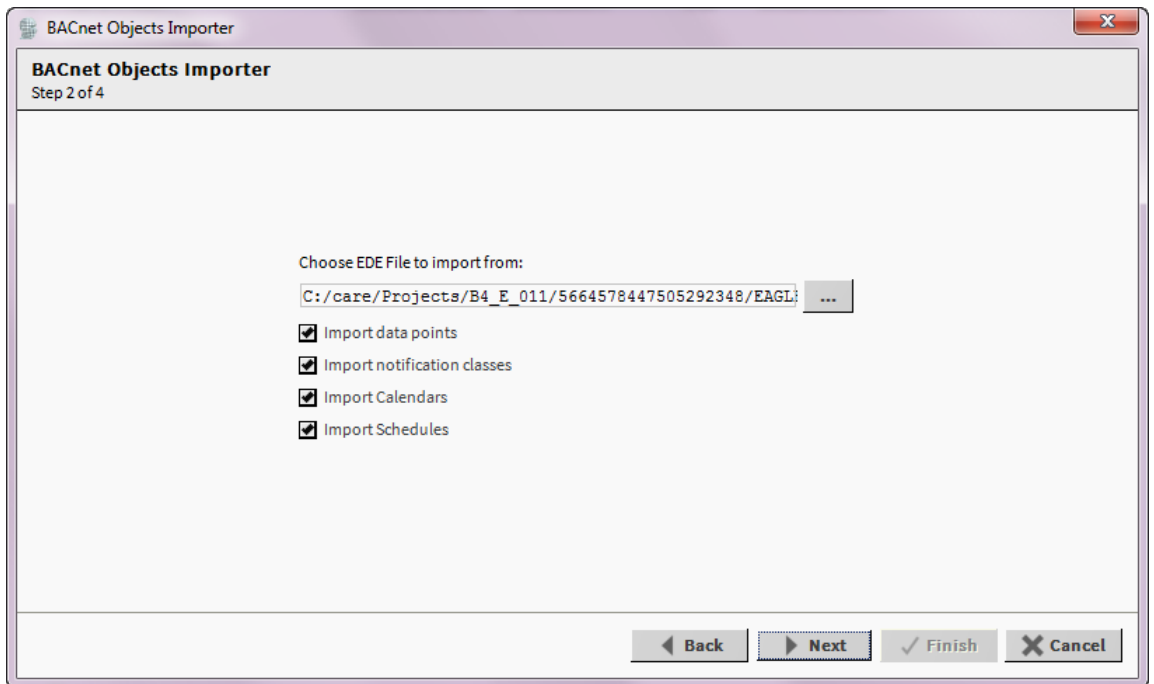 BACnet Objects Importer
BACnet Objects Importer
Step 2 of 4
Choose EDE File to import from:
C:/care/Projects/B4_E_011/5664578447505292348/EAGL
...
Import data points
Import notification classes
Import Calendars
Import Schedules
Back Next Finish Cancel